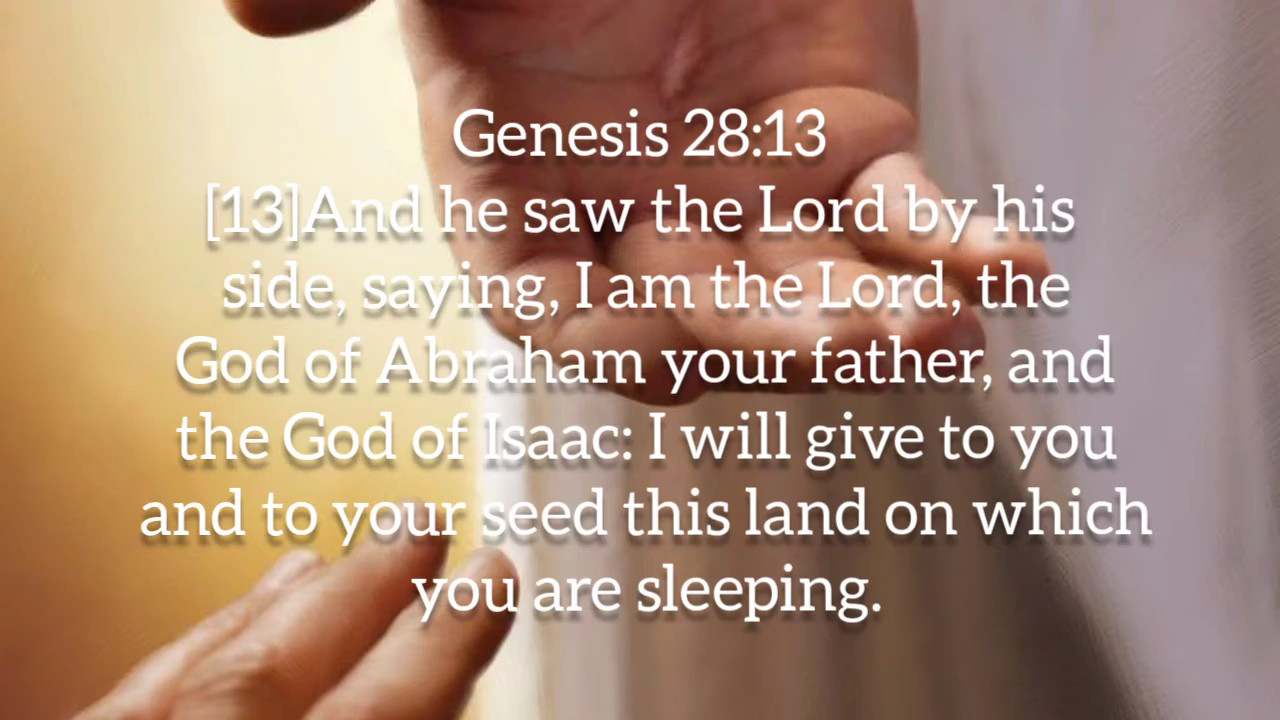 Genesis 28:13
[13]And he saw the Lord by his
side, saying, I am the Lord, the
God of Abraham your father, and
the God of Isaac: I will give to you
and to your seed this land on which
you are sleeping.